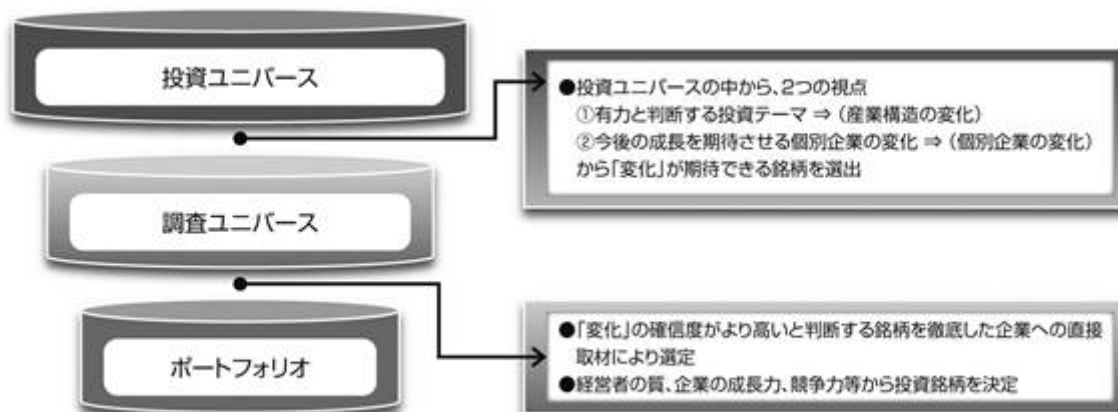 投資ユニバース
●投資ユニバースの中から、2つの視点
①有力と判断する投資テーマ ⇒ (産業構造の変化)
②今後の成長を期待させる個別企業の変化 ⇒ (個別企業の変化)
から「変化」が期待できる銘柄を選出
調査ユニバース
●「変化」の確信度がより高いと判断する銘柄を徹底した企業への直接
取材により選定
●経営者の質、企業の成長力、競争力等から投資銘柄を決定
ポートフォリオ